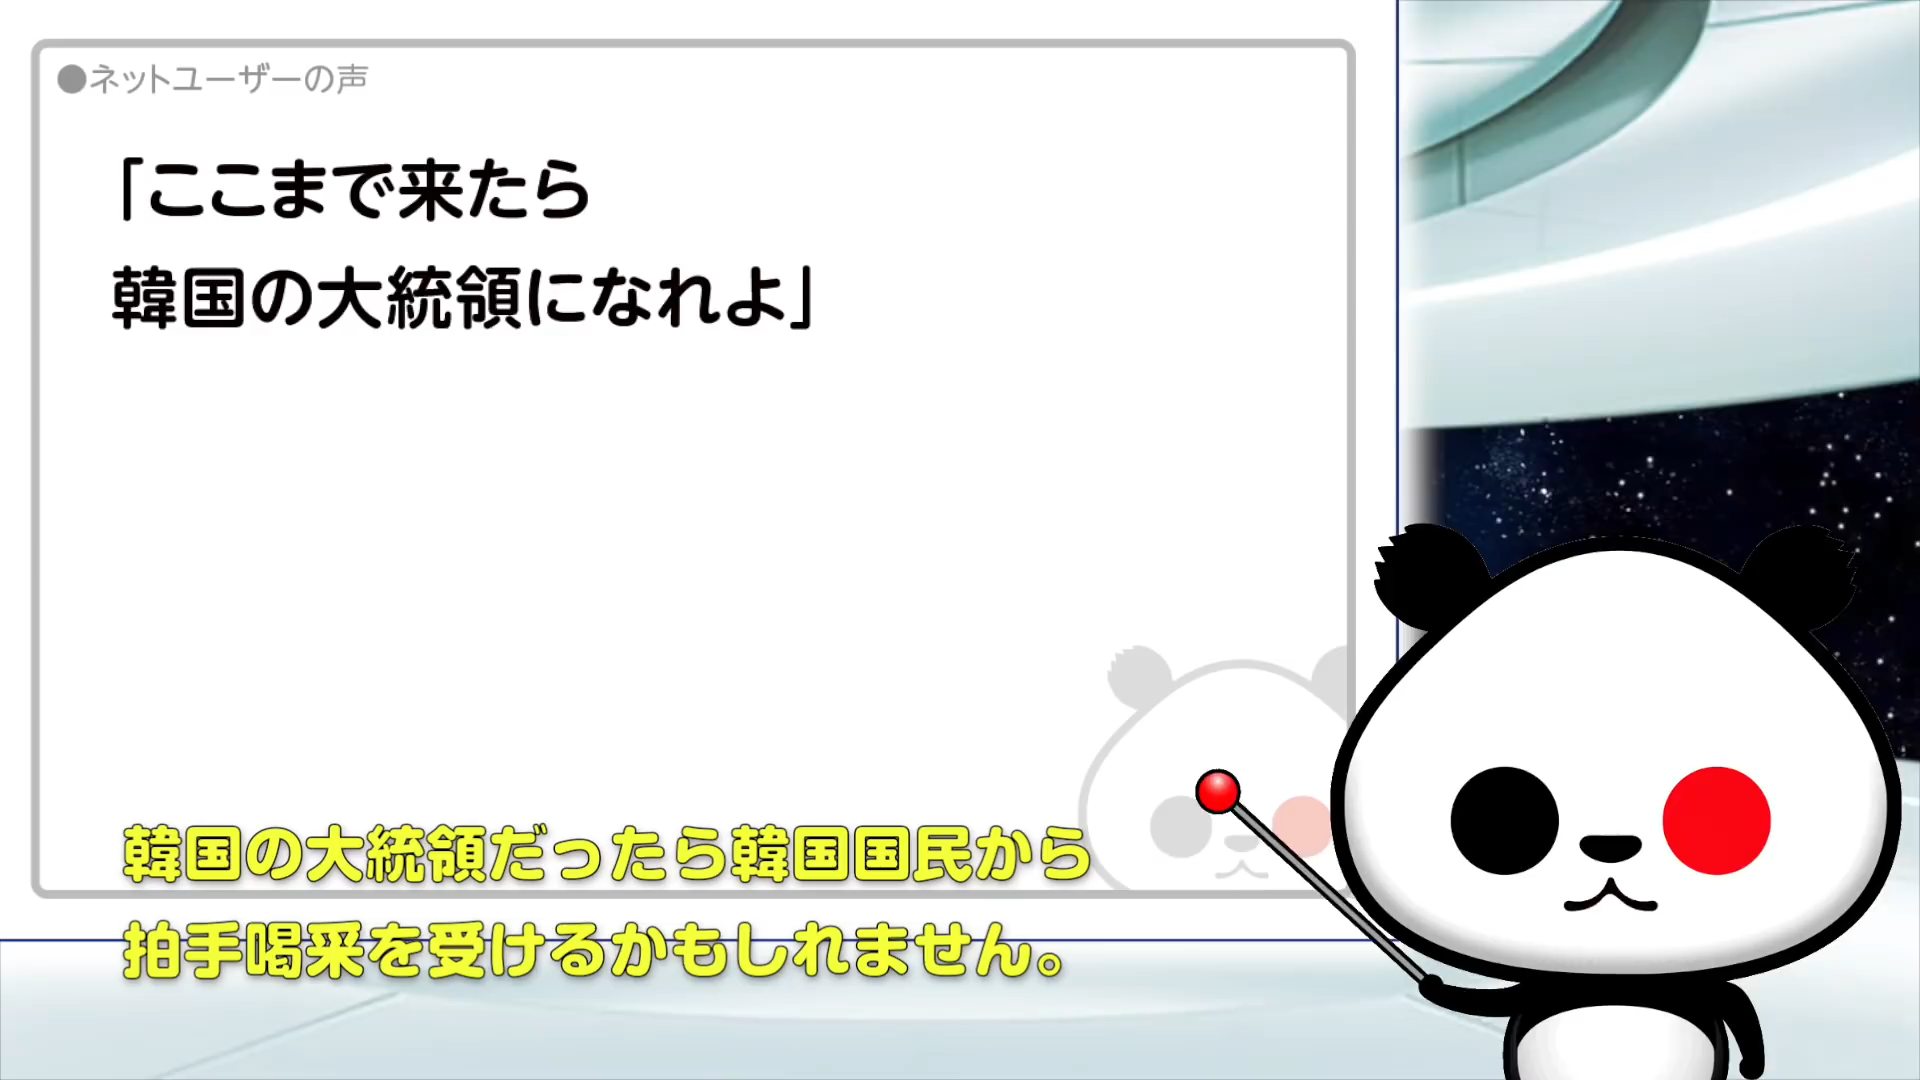 ●ネットユーザーの声
「ここまで来たら
韓国の大統領になれよ」
韓国の大統領だったら韓国国民から
拍手喝采を受けるかもしれません。